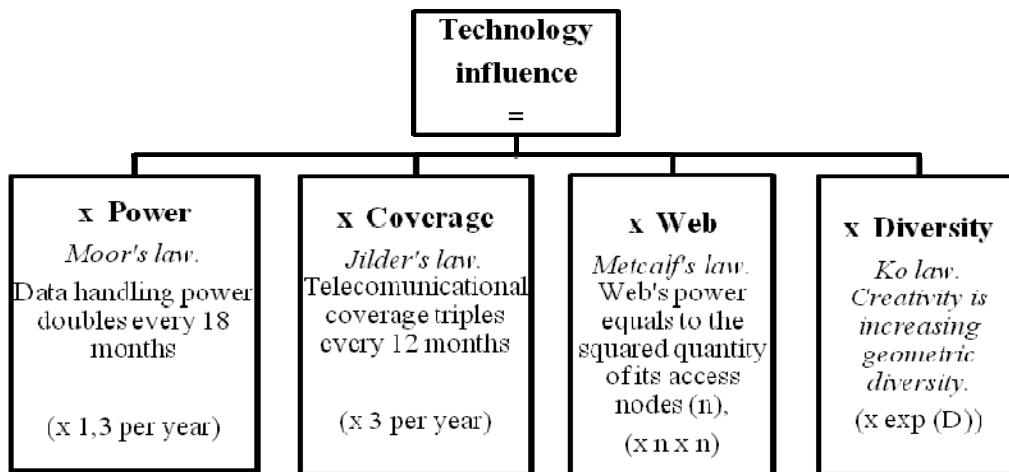 Technology
influence
=
x Power
Moor's law.
Data handling power
doubles every 18
months
(x 1,3 per year)
x Coverage
Jilder's law.
Telecomunicational
coverage triples
every 12 months
(x 3 per year)
x Web
Metcalf's law.
Web's power
equals to the
squared quantity
of its access
nodes (n),
(x n x n)
x Diversity
Ko law.
Creativity is
increasing
geometric
diversity.
(x exp (D))